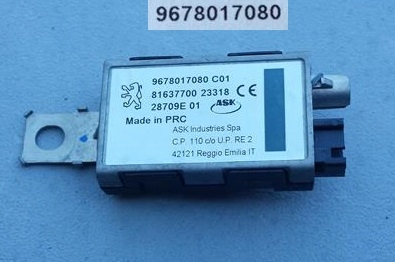 9678017080
9678017080 C01
81637700 23318 CE
28709E 01 ASK
Made in PRC
ASK Industries Spa
C.P. 110 c/o U.P. RE 2
42121 Reggio Emilia IT